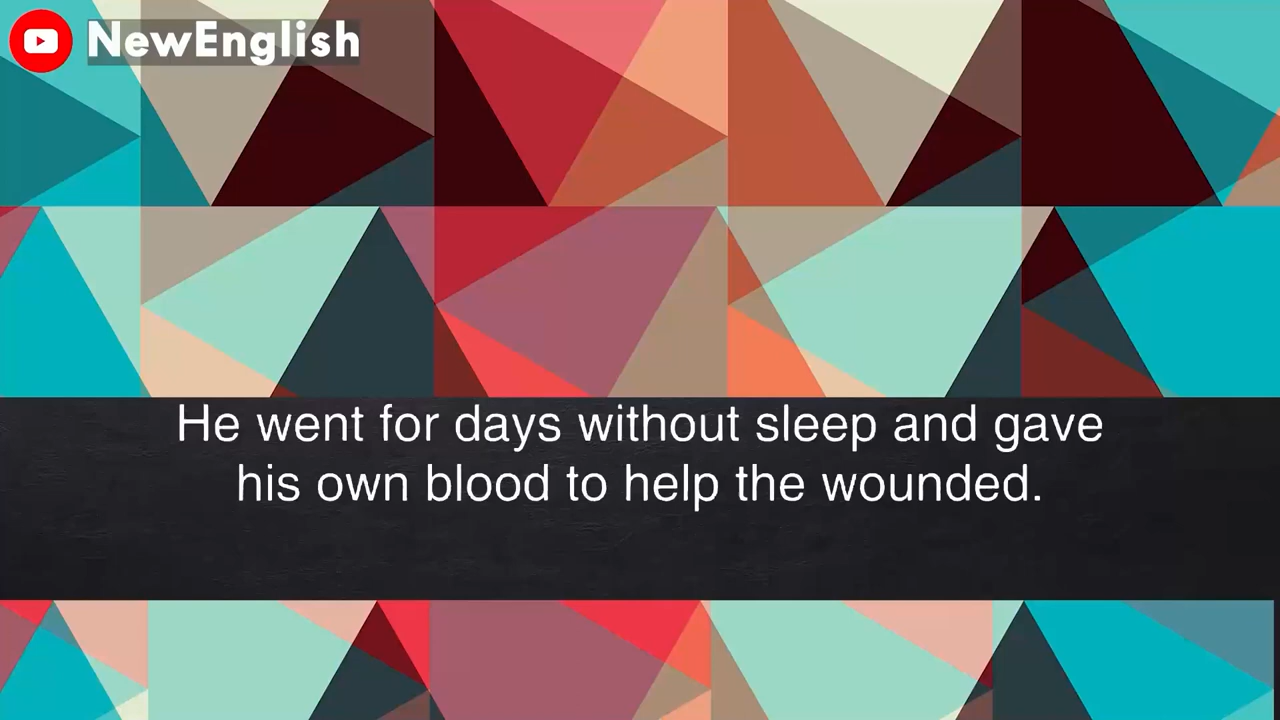 NewEnglish
He went for days without sleep and gave
his own blood to help the wounded.